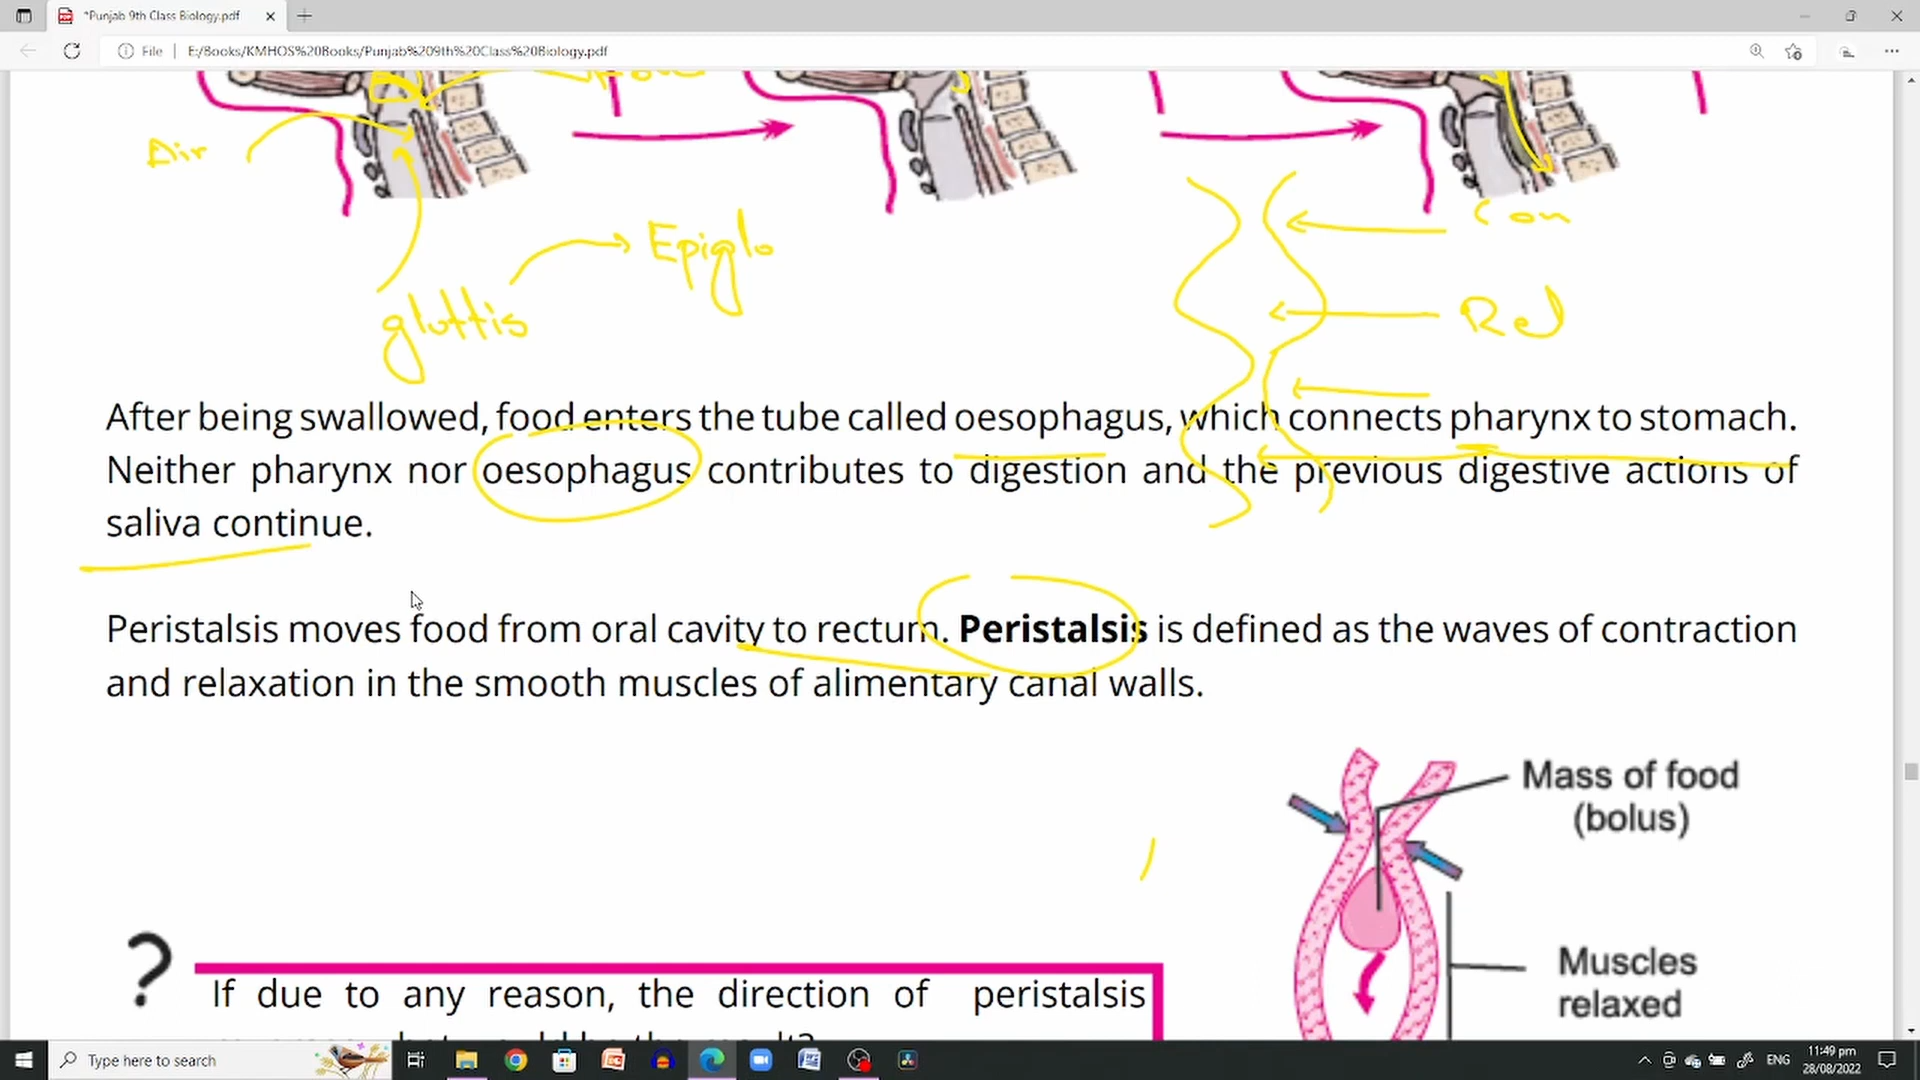 *Punjab 9th Class Biology.pdf
File | E:/Books/KMHOS%20Books/Punjab%209th%20Class%20Biology.pdf
Air
Con
Epiglo
gluttis
Rel
After being swallowed, food enters the tube called oesophagus, which connects pharynx to stomach.
Neither pharynx nor oesophagus contributes to digestion and the previous digestive actions of
saliva continue.
Peristalsis moves food from oral cavity to rectum. Peristalsis is defined as the waves of contraction
and relaxation in the smooth muscles of alimentary canal walls.
Mass of food
(bolus)
Muscles
relaxed
?
If due to any reason, the direction of peristalsis
Type here to search
ENG
11:49 pm
28/08/2022